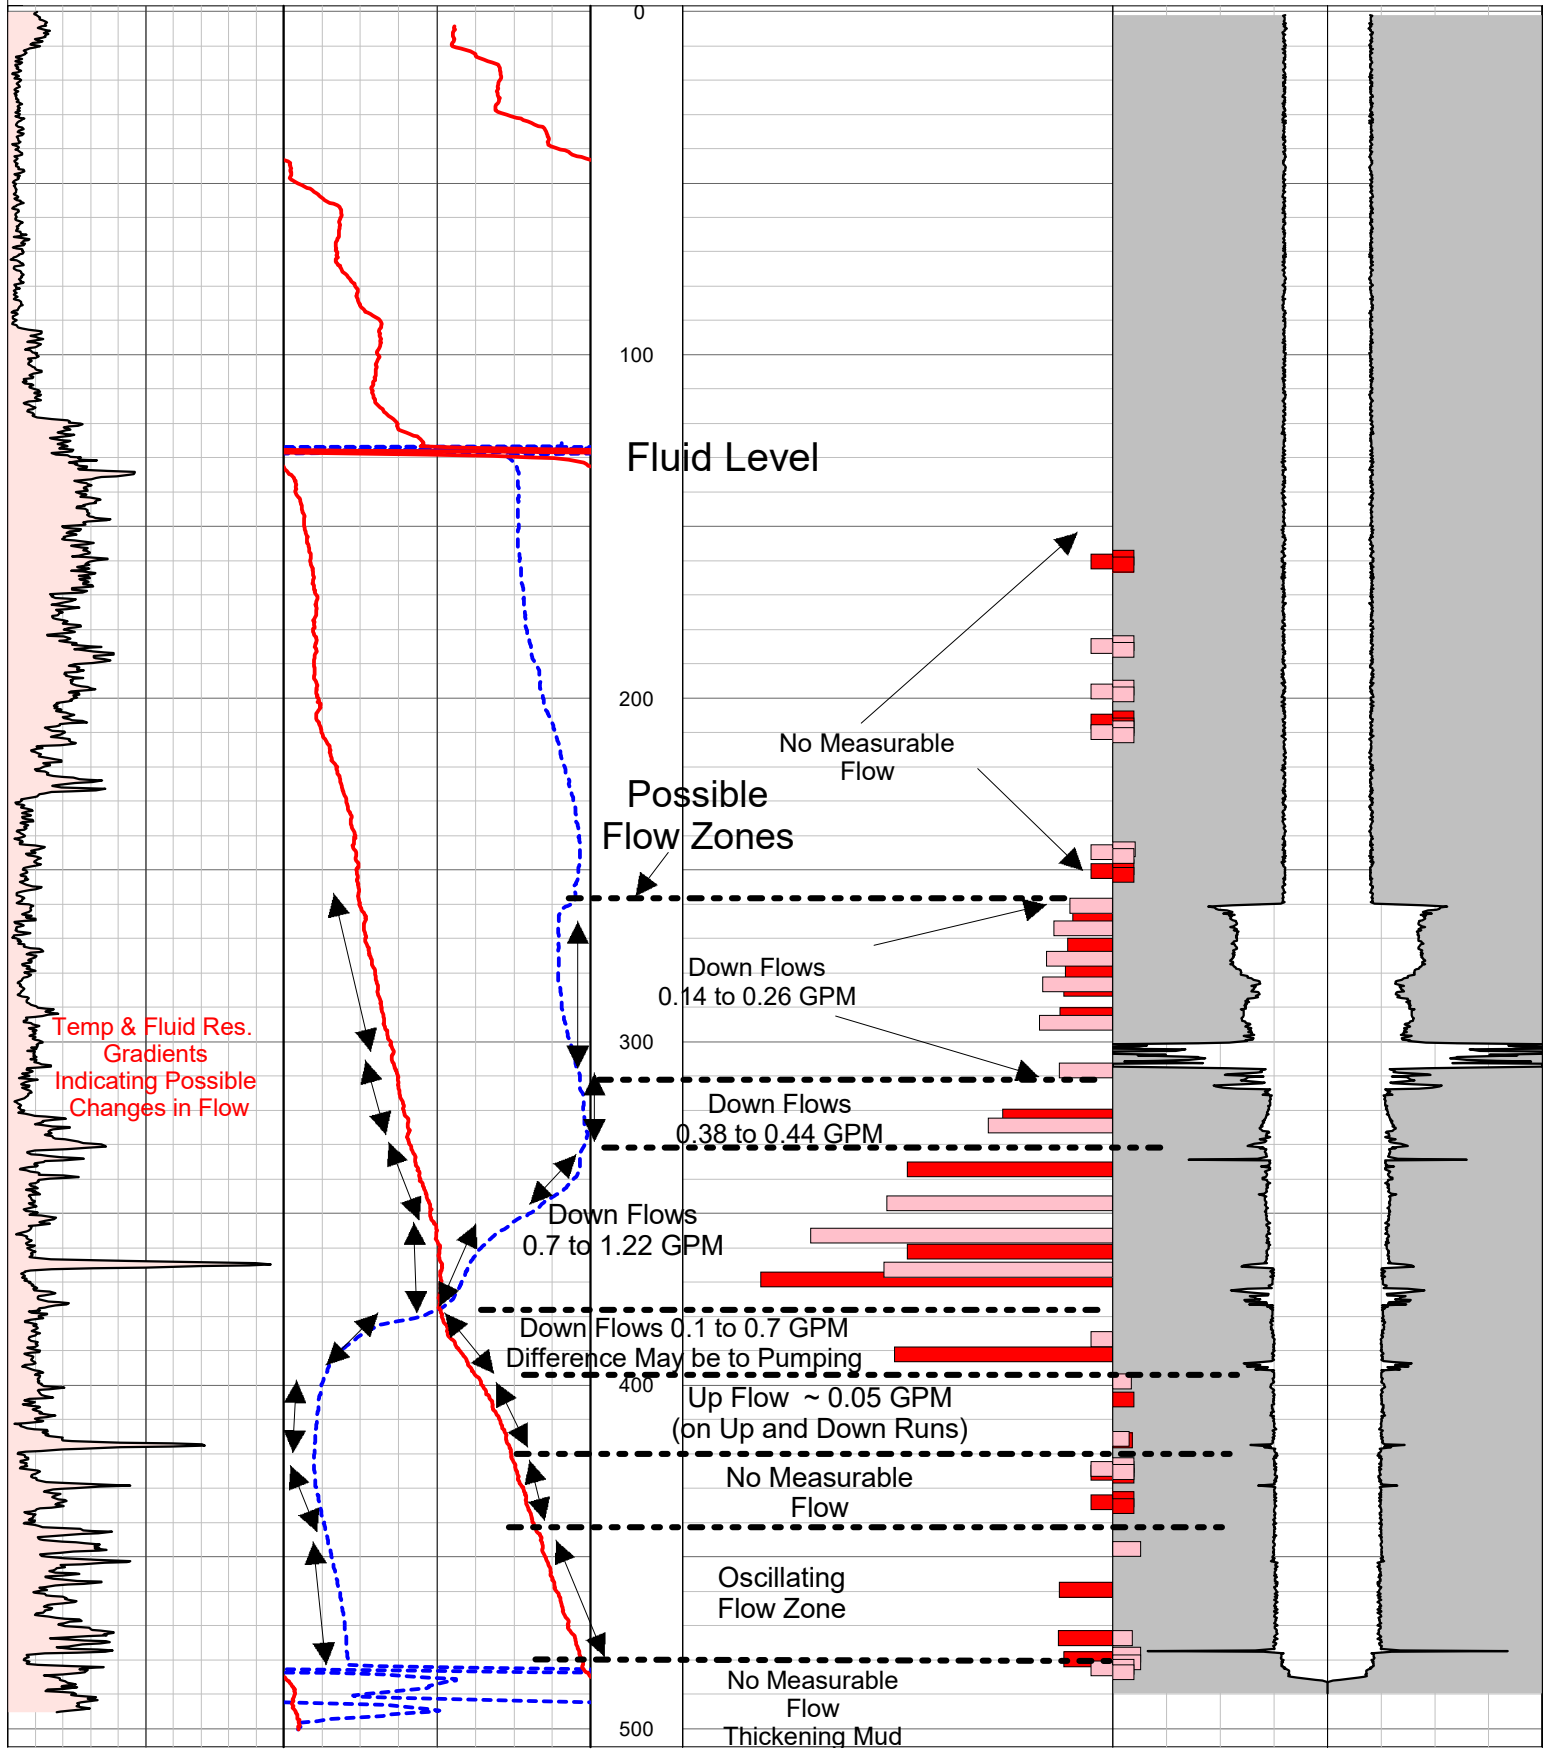 0
100
Fluid Level
200
No Measurable
Flow
Possible
Flow Zones
Down Flows
0.14 to 0.26 GPM
Temp & Fluid Res.
Gradients
Indicating Possible
Changes in Flow
300
Down Flows
0.38 to 0.44 GPM
Down Flows
0.7 to 1.22 GPM
Down Flows 0.1 to 0.7 GPM
Difference May be to Pumping
400
Up Flow ~ 0.05 GPM
(on Up and Down Runs)
No Measurable
Flow
Oscillating
Flow Zone
No Measurable
Flow
Thickening Mud
500